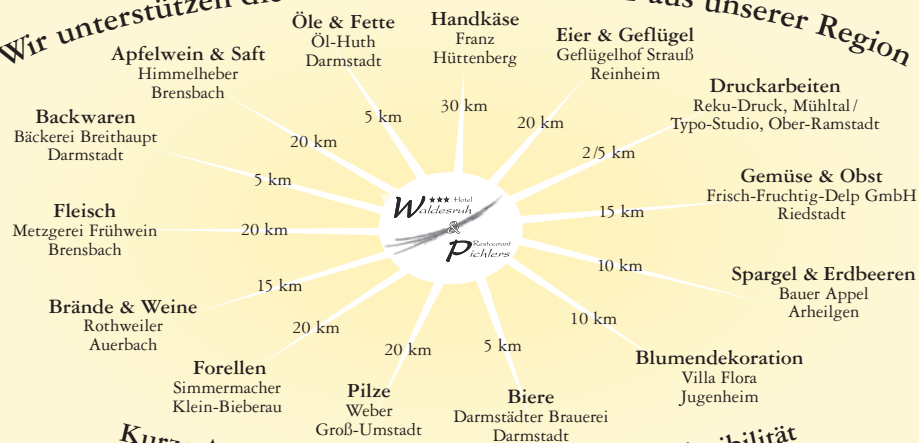 Wir unterstützen
aus unserer Region
Öle & Fette
Öl-Huth
Darmstadt
5 km
Handkäse
Franz
Hüttenberg
30 km
Eier & Geflügel
Geflügelhof Strauß
Reinheim
20 km
Druckarbeiten
Reku-Druck, Mühltal/
Typo-Studio, Ober-Ramstadt
2/5 km
Gemüse & Obst
Frisch-Fruchtig-Delp GmbH
Riedstadt
15 km
Spargel & Erdbeeren
Bauer Appel
Arheilgen
10 km
Blumendekoration
Villa Flora
Jugenheim
10 km
Biere
Darmstädter Brauerei
Darmstadt
5 km
Pilze
Weber
Groß-Umstadt
20 km
Forellen
Simmermacher
Klein-Bieberau
20 km
Brände & Weine
Rothweiler
Auerbach
15 km
Fleisch
Metzgerei Frühwein
Brensbach
20 km
Backwaren
Bäckerei Breithaupt
Darmstadt
5 km
Apfelwein & Saft
Himmelheber
Brensbach
20 km
*** Hotel
Waldesruh
&
Restaurant
Pichlers